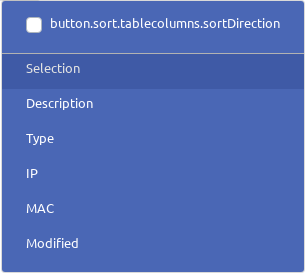 button.sort.tablecolumns.sortDirection
Selection
Description
Type
IP
MAC
Modified